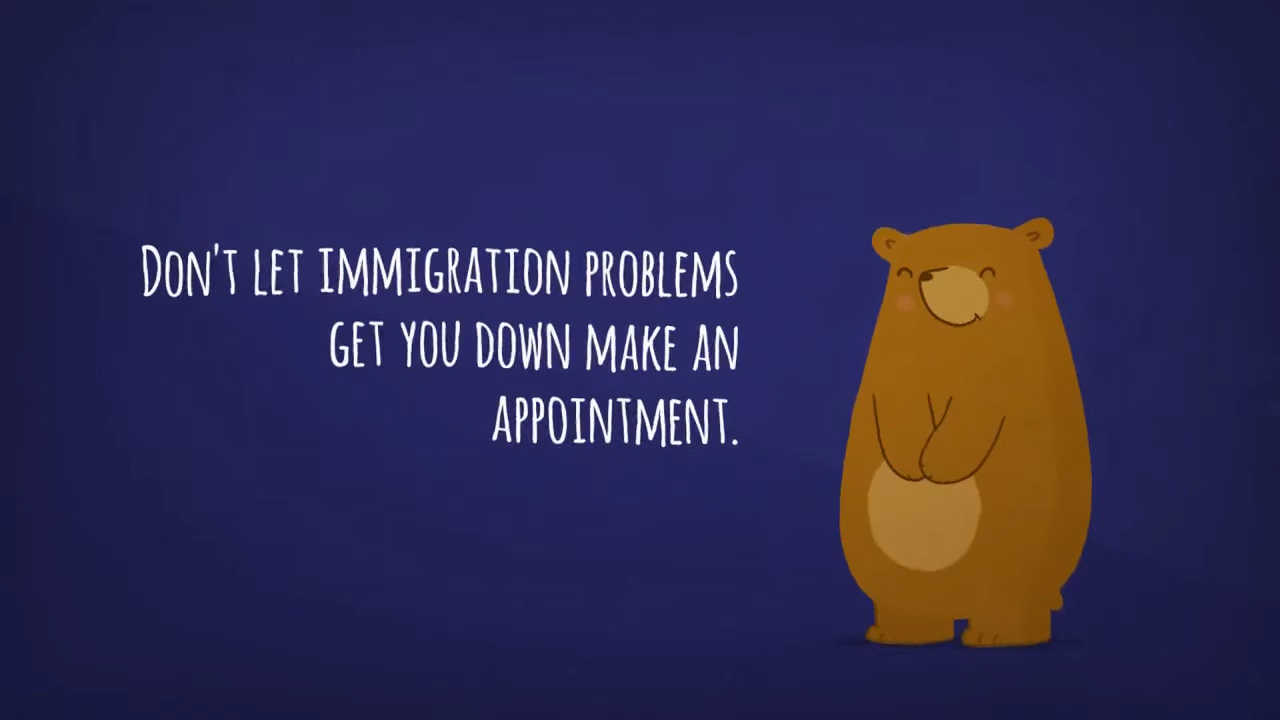 Don't let immigration problems
get you down make an
appointment.